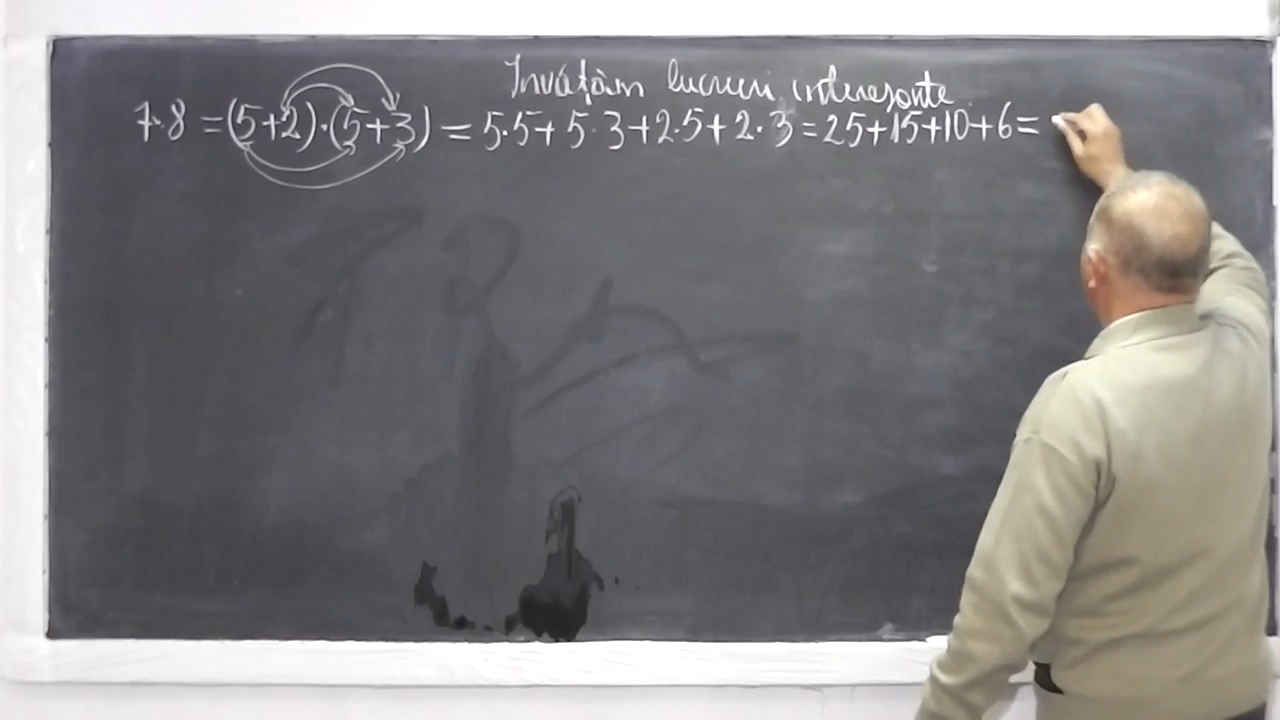 Învățăm lucruri interesante
7·8 =(5+2)·(5+3) = 5·5+5·3+2·5+2·3=25+15+10+6=